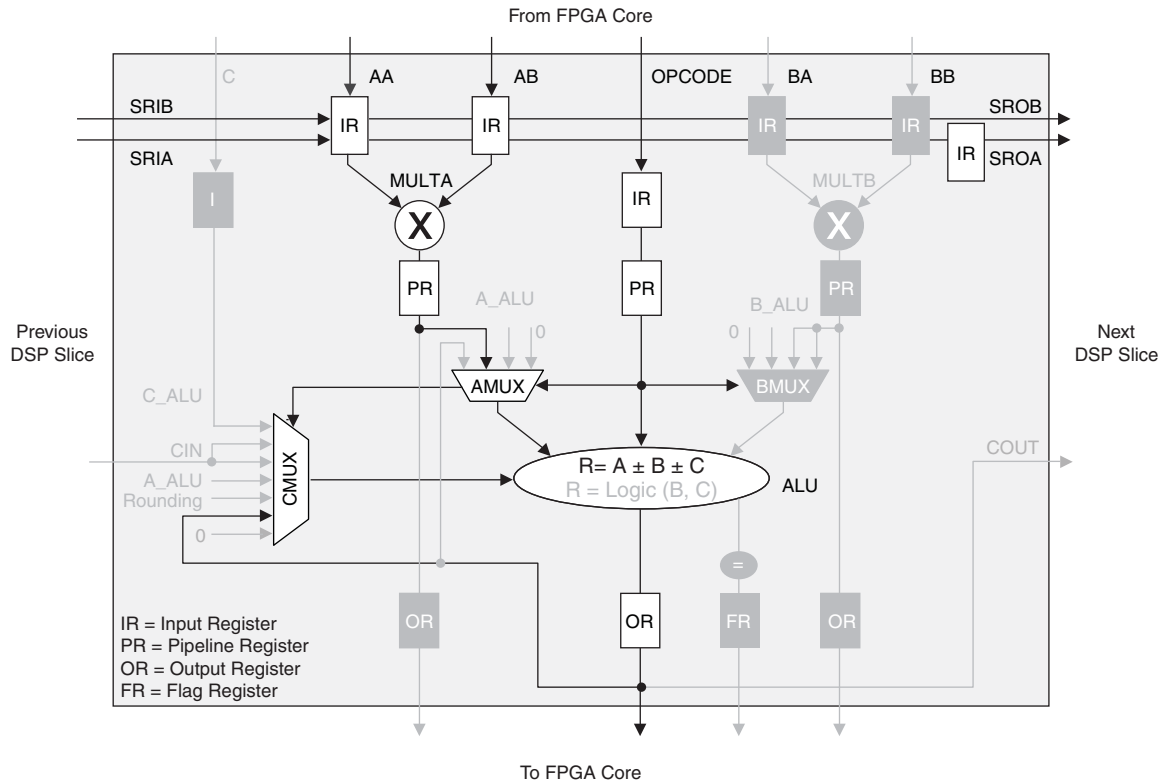 From FPGA Core
C
AA
AB
OPCODE
BA
BB
SRIB
SROB
IR
IR
IR
IR
IR
SRIA
SROA
MULTA
MULTB
I
IR
X
X
PR
PR
PR
A_ALU
B_ALU
0
0
Previous
DSP Slice
Next
DSP Slice
AMUX
BMUX
C_ALU
CIN
A_ALU
Rounding
0
CMUX
R= A ± B ± C
R = Logic (B, C)
ALU
COUT
=
OR
OR
FR
OR
IR = Input Register
PR = Pipeline Register
OR = Output Register
FR = Flag Register
To FPGA Core